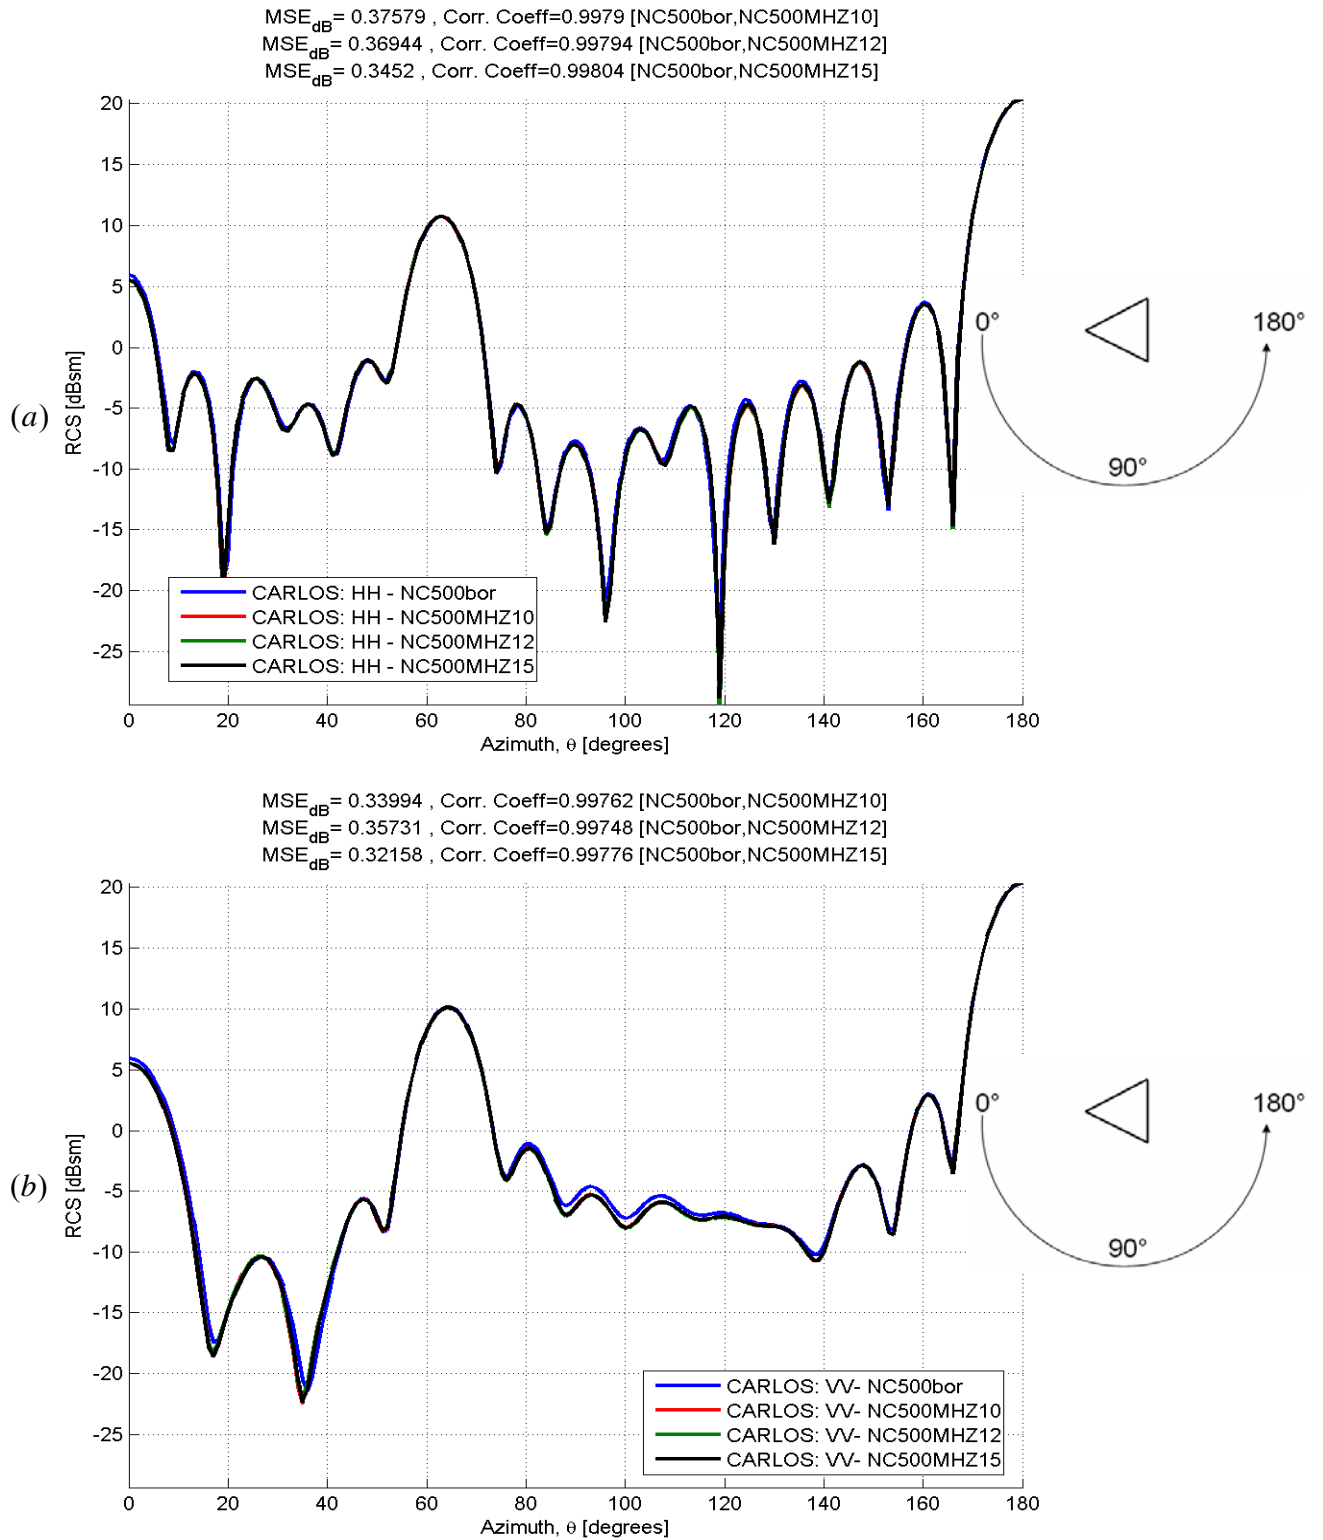 MSEdB= 0.37579 , Corr. Coeff=0.9979 [NC500bor,NC500MHZ10]
MSEdB= 0.36944 , Corr. Coeff=0.99794 [NC500bor,NC500MHZ12]
MSEdB= 0.3452 , Corr. Coeff=0.99804 [NC500bor,NC500MHZ15]
20
15
10
5
0
-5
-10
-15
-20
-25
RCS [dBsm]
(a)
CARLOS: HH - NC500bor
CARLOS: HH - NC500MHZ10
CARLOS: HH - NC500MHZ12
CARLOS: HH - NC500MHZ15
0 20 40 60 80 100 120 140 160 180
Azimuth, θ [degrees]
0° 180°
90°
MSEdB= 0.33994 , Corr. Coeff=0.99762 [NC500bor,NC500MHZ10]
MSEdB= 0.35731 , Corr. Coeff=0.99748 [NC500bor,NC500MHZ12]
MSEdB= 0.32158 , Corr. Coeff=0.99776 [NC500bor,NC500MHZ15]
20
15
10
5
0
-5
-10
-15
-20
-25
RCS [dBsm]
(b)
CARLOS: VV- NC500bor
CARLOS: VV- NC500MHZ10
CARLOS: VV- NC500MHZ12
CARLOS: VV- NC500MHZ15
0 20 40 60 80 100 120 140 160 180
Azimuth, θ [degrees]
0° 180°
90°